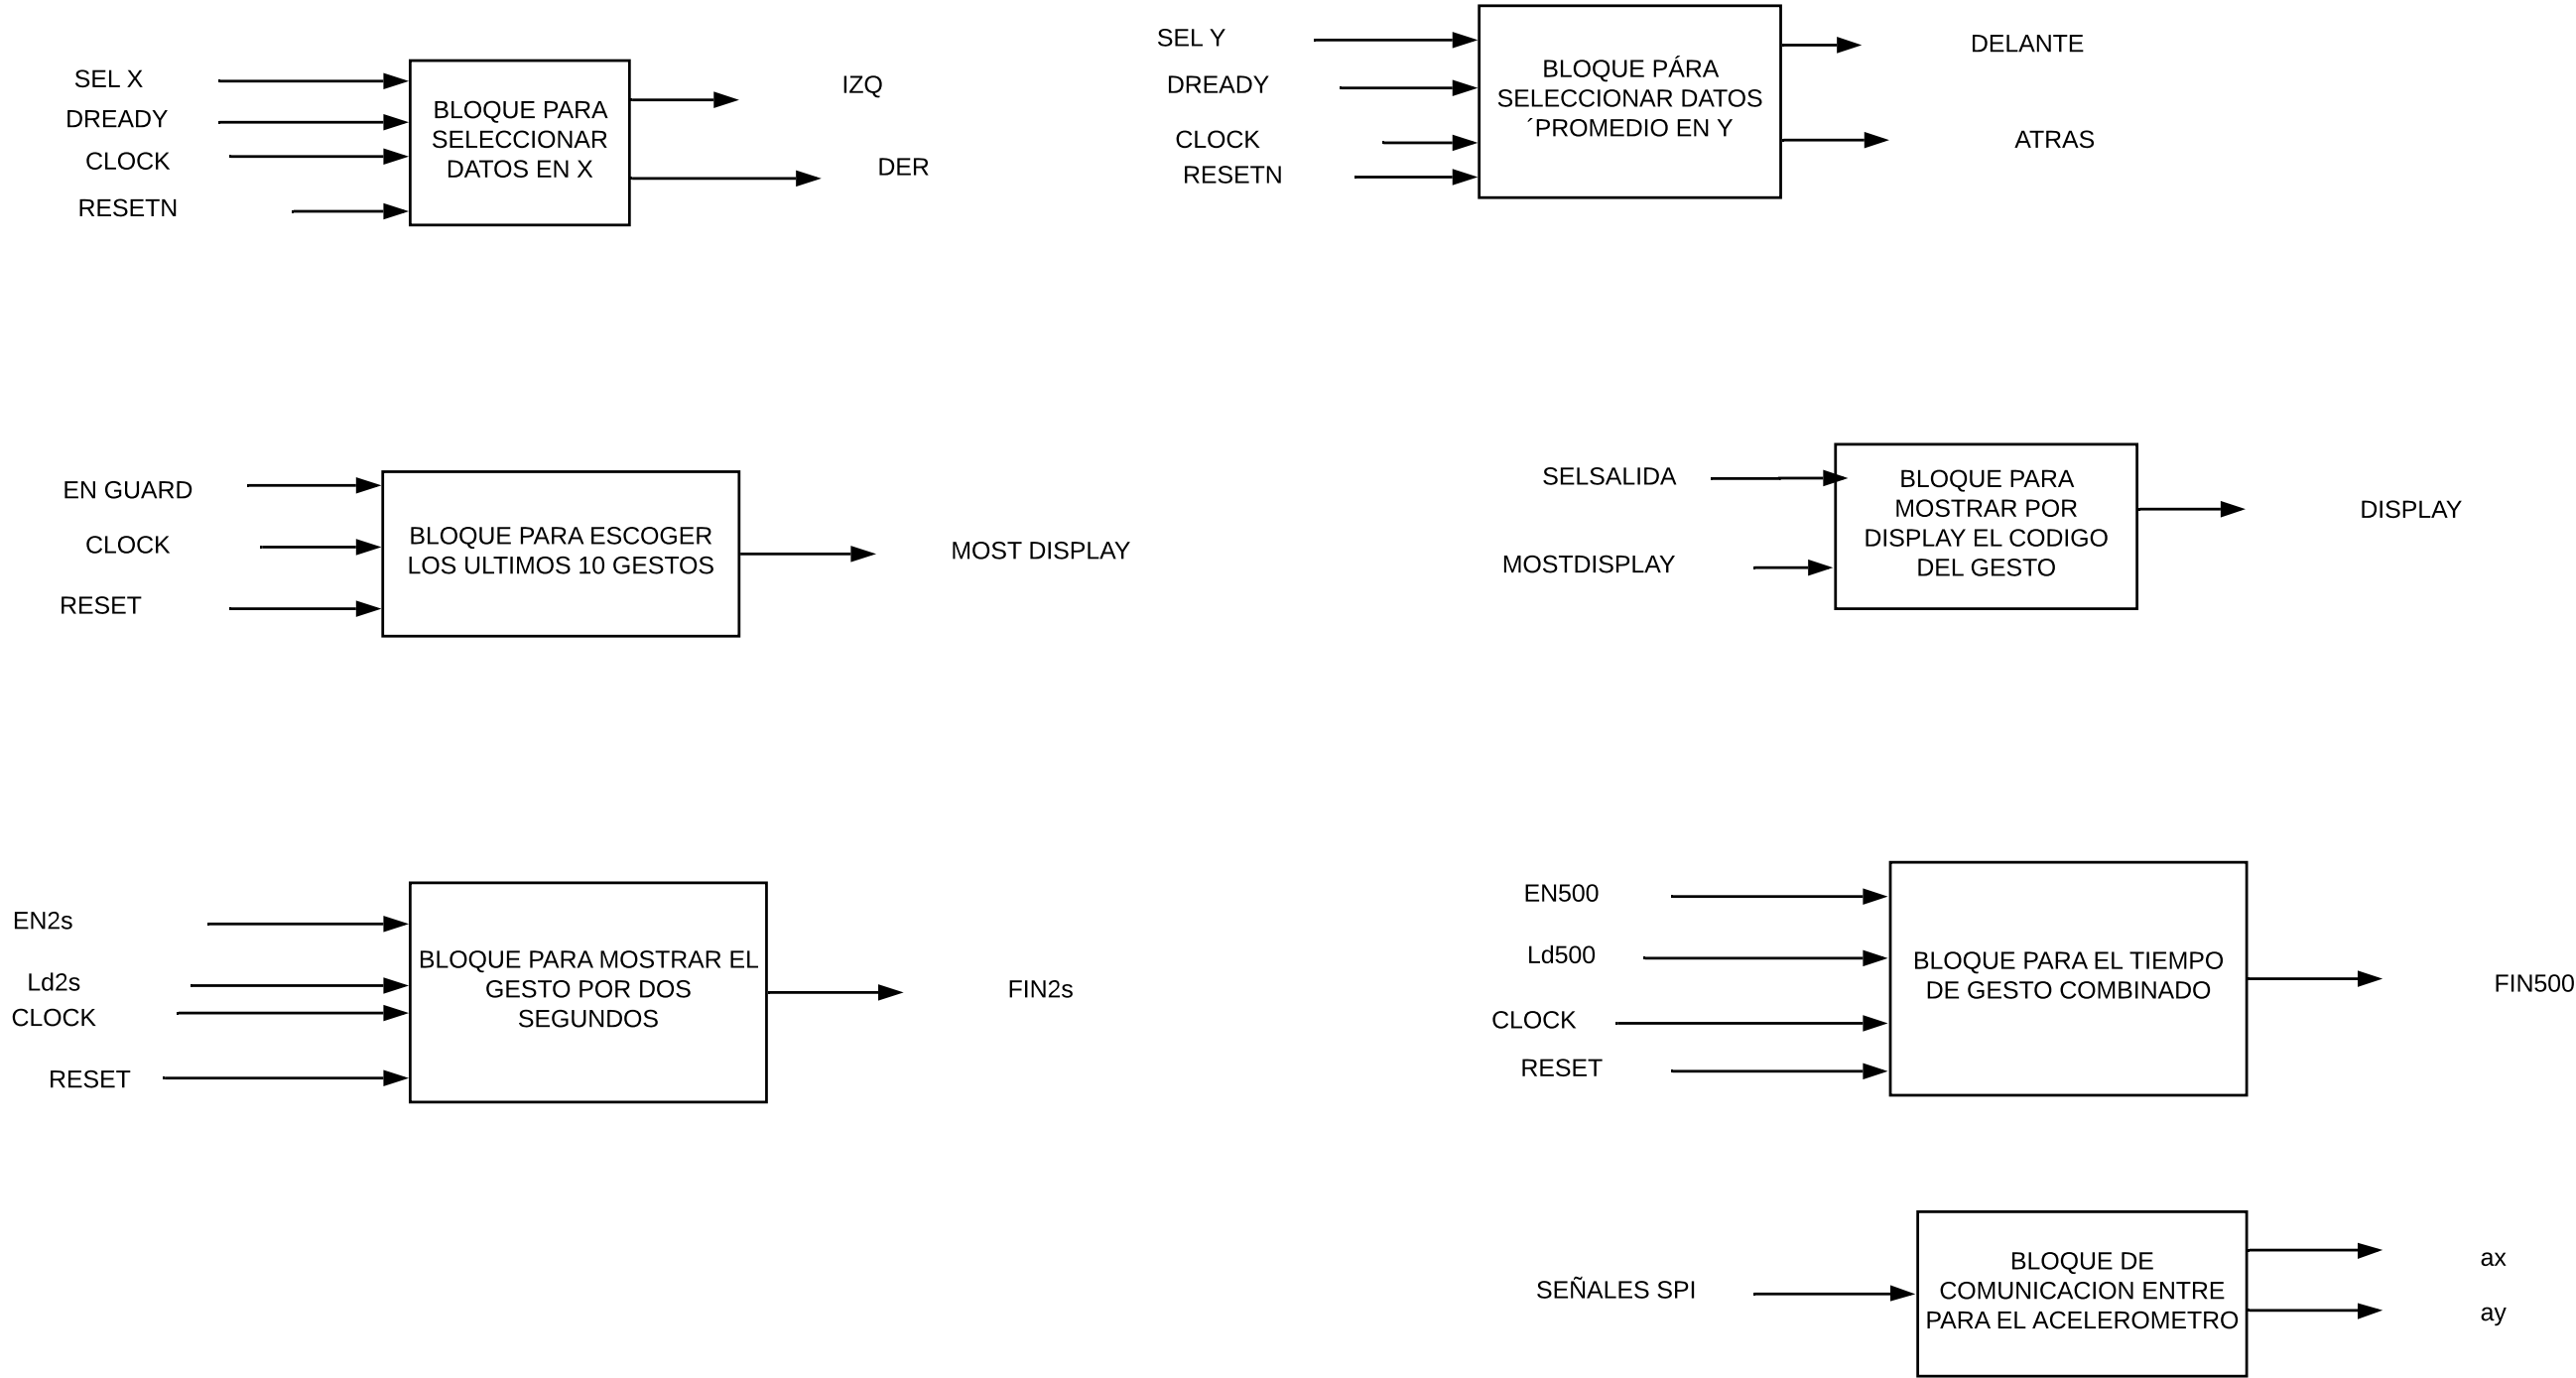 SEL X
DREADY
CLOCK
RESETN
BLOQUE PARA
SELECCIONAR
DATOS EN X
IZQ
DER
SEL Y
DREADY
CLOCK
RESETN
BLOQUE PÁRA
SELECCIONAR DATOS
´PROMEDIO EN Y
DELANTE
ATRAS
EN GUARD
CLOCK
RESET
BLOQUE PARA ESCOGER
LOS ULTIMOS 10 GESTOS
MOST DISPLAY
SELSALIDA
MOSTDISPLAY
BLOQUE PARA
MOSTRAR POR
DISPLAY EL CODIGO
DEL GESTO
DISPLAY
EN2s
Ld2s
CLOCK
RESET
BLOQUE PARA MOSTRAR EL
GESTO POR DOS
SEGUNDOS
FIN2s
EN500
Ld500
CLOCK
RESET
BLOQUE PARA EL TIEMPO
DE GESTO COMBINADO
FIN500
SEÑALES SPI
BLOQUE DE
COMUNICACION ENTRE
PARA EL ACELEROMETRO
ax
ay